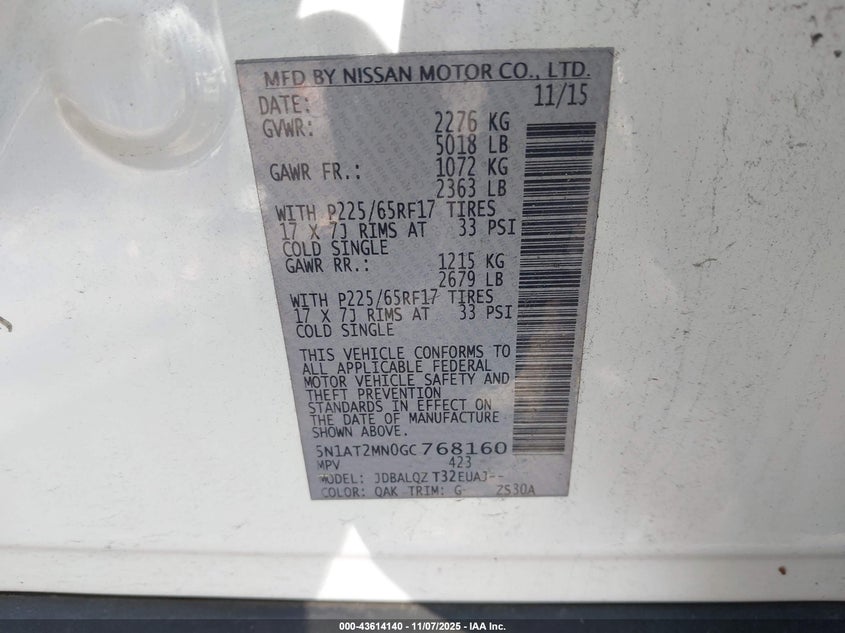 MFD BY NISSAN MOTOR CO., LTD.
DATE: 11/15
GVWR: 2276 KG
5018 LB
GAWR FR.: 1072 KG
2363 LB
WITH P225/65RF17 TIRES
17 X 7J RIMS AT 33 PSI
COLD SINGLE
GAWR RR.: 1215 KG
2679 LB
WITH P225/65RF17 TIRES
17 X 7J RIMS AT 33 PSI
COLD SINGLE
THIS VEHICLE CONFORMS TO
ALL APPLICABLE FEDERAL
MOTOR VEHICLE SAFETY AND
THEFT PREVENTION
STANDARDS IN EFFECT ON
THE DATE OF MANUFACTURE
SHOWN ABOVE.
5N1AT2MN0GC768160
MPV 423
MODEL: JDBALQZ T32EUAJ--
COLOR: QAK TRIM: G- ZS30A
000-43614140 - 11/07/2025 - IAA Inc.